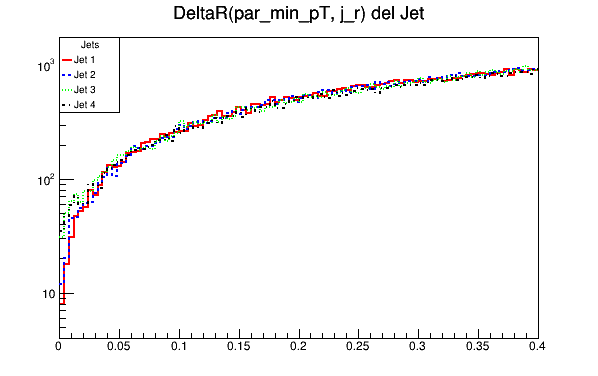 DeltaR(par_min_pT, j_r) del Jet
Jets
Jet 1
Jet 2
Jet 3
Jet 4
10³
10²
10
0 0.05 0.1 0.15 0.2 0.25 0.3 0.35 0.4